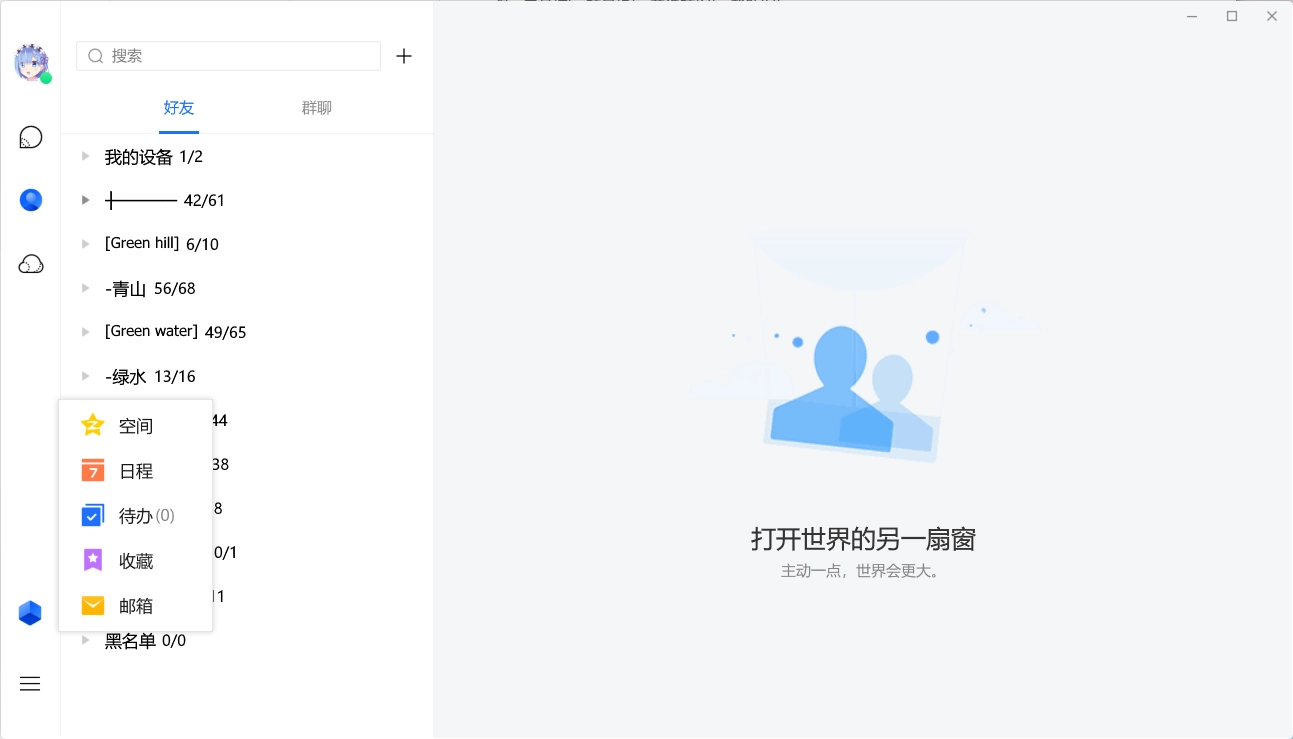 搜索
好友
群聊
我的设备 1/2
42/61
[Green hill] 6/10
-青山 56/68
[Green water] 49/65
-绿水 13/16
44
38
8
0/1
11
黑名单 0/0
空间
7 日程
待办(0)
收藏
邮箱
打开世界的另一扇窗
主动一点，世界会更大。